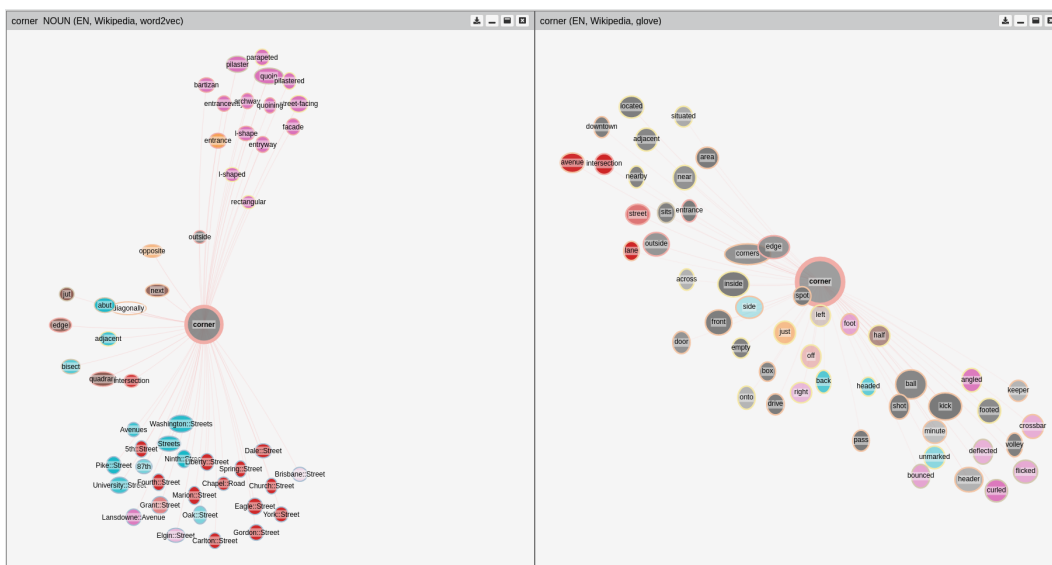 corner NOUN (EN, Wikipedia, word2vec)
parapeted
pilaster
quoin
pilastered
bartizan
archway
quoining
street-facing
facade
l-shape
entrance
entryway
l-shaped
rectangular
outside
opposite
next
jut
abut
diagonally
edge
corner
adjacent
bisect
intersection
Washington::Streets
Avenues
Streets
5th::Street
Dale::Street
Liberty::Street
Pike::Street
87th
Spring::Street
Brisbane::Street
Chapel::Road
University::Street
Fourth::Street
Church::Street
Marion::Street
Grant::Street
Eagle::Street
Lansdowne::Avenue
Oak::Street
York::Street
Elgin::Street
Gordon::Street
Carlton::Street
corner (EN, Wikipedia, glove)
located
situated
downtown
adjacent
area
avenue
intersection
nearby
near
street
sits
entrance
outside
lane
corners
edge
across
inside
corner
spot
side
left
front
foot
just
half
door
empty
off
box
back
headed
ball
angled
onto
drive
right
shot
kick
footed
keeper
minute
crossbar
pass
volley
unmarked
deflected
bounced
header
flicked
curled